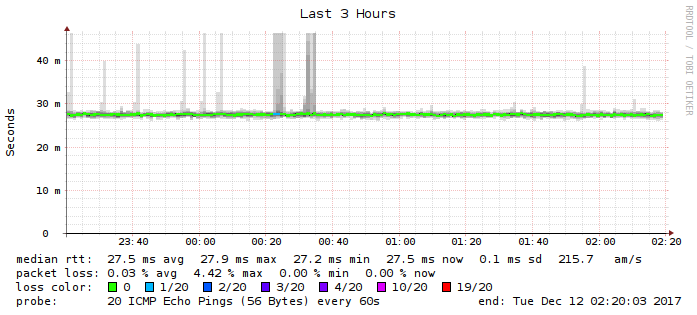 Last 3 Hours
RRDTOOL / TOBI OETIKER
Seconds
40 m
30 m
20 m
10 m
0
23:40 00:00 00:20 00:40 01:00 01:20 01:40 02:00 02:20
median rtt: 27.5 ms avg 27.9 ms max 27.2 ms min 27.5 ms now 0.1 ms sd 215.7 am/s
packet loss: 0.03 % avg 4.42 % max 0.00 % min 0.00 % now
loss color: 0 1/20 2/20 3/20 4/20 10/20 19/20
probe: 20 ICMP Echo Pings (56 Bytes) every 60s end: Tue Dec 12 02:20:03 2017